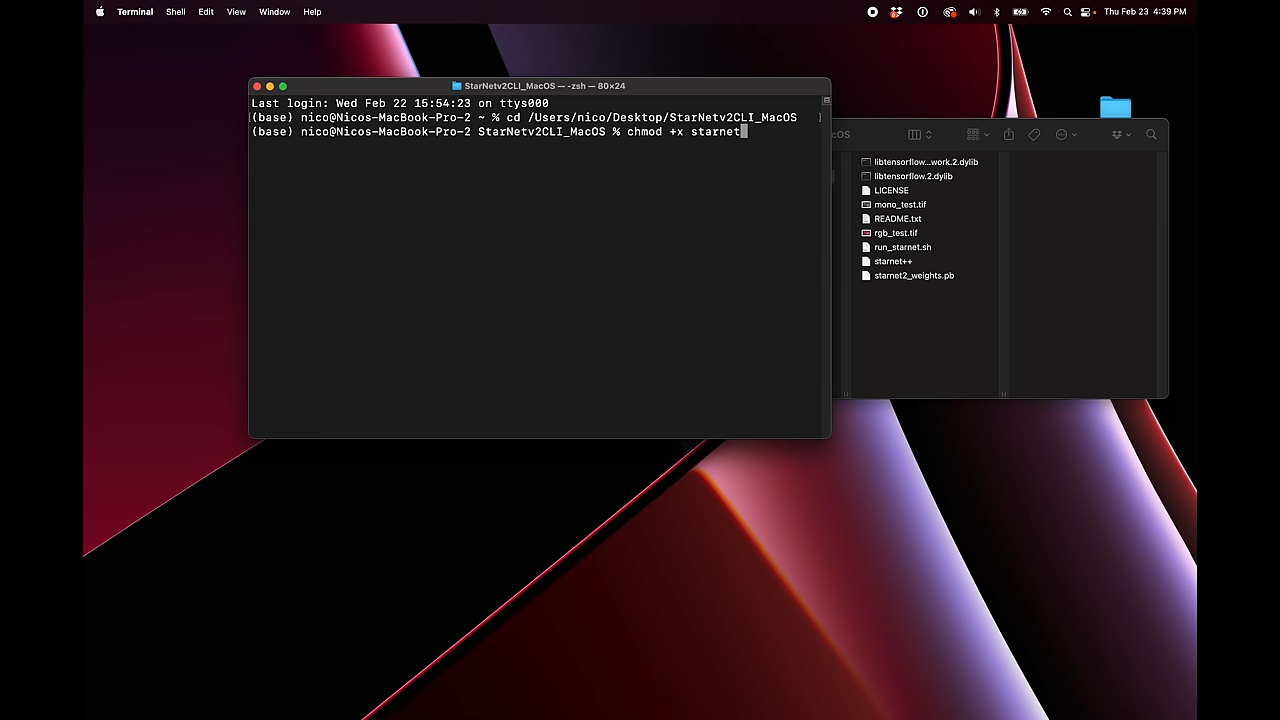 Terminal Shell Edit View Window Help
Thu Feb 23 4:39 PM
StarNetv2CLI_MacOS — -zsh — 80×24
Last login: Wed Feb 22 15:54:23 on ttys000
(base) nico@Nicos-MacBook-Pro-2 ~ % cd /Users/nico/Desktop/StarNetv2CLI_MacOS
(base) nico@Nicos-MacBook-Pro-2 StarNetv2CLI_MacOS % chmod +x starnet
cOS
libtensorflow...work.2.dylib
libtensorflow.2.dylib
LICENSE
mono_test.tif
README.txt
rgb_test.tif
run_starnet.sh
starnet++
starnet2_weights.pb